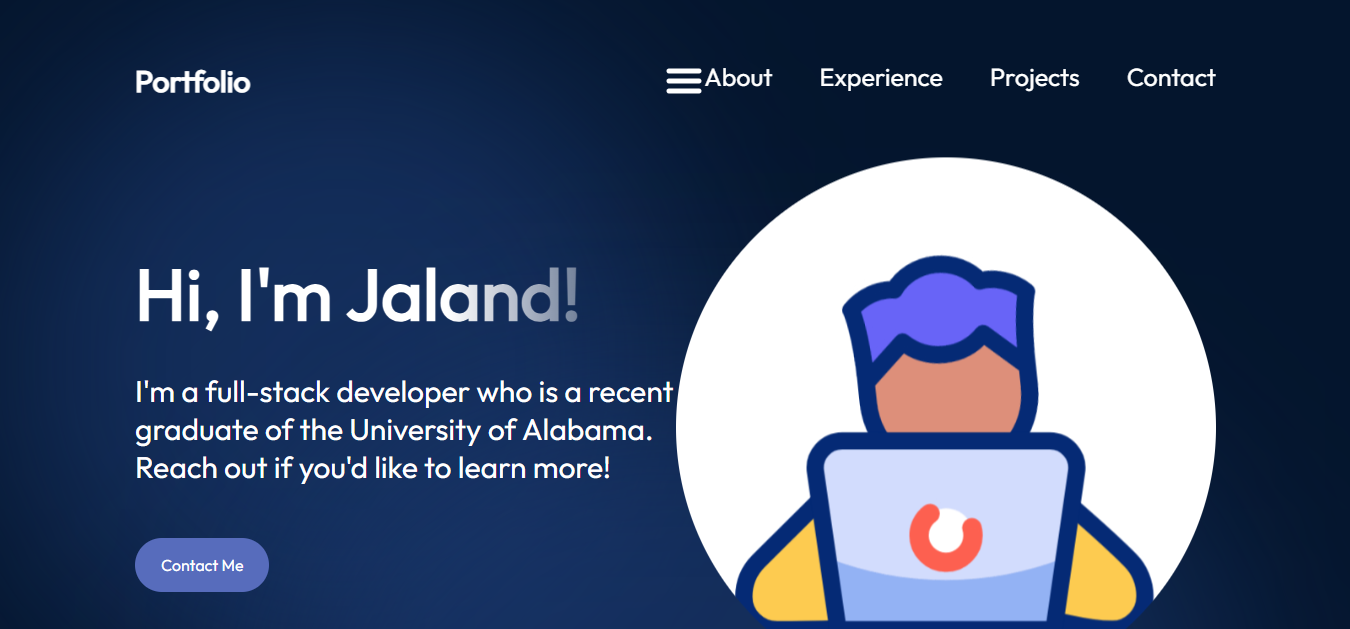 Portfolio
About Experience Projects Contact
Hi, I'm Jaland!
I'm a full-stack developer who is a recent
graduate of the University of Alabama.
Reach out if you'd like to learn more!
Contact Me